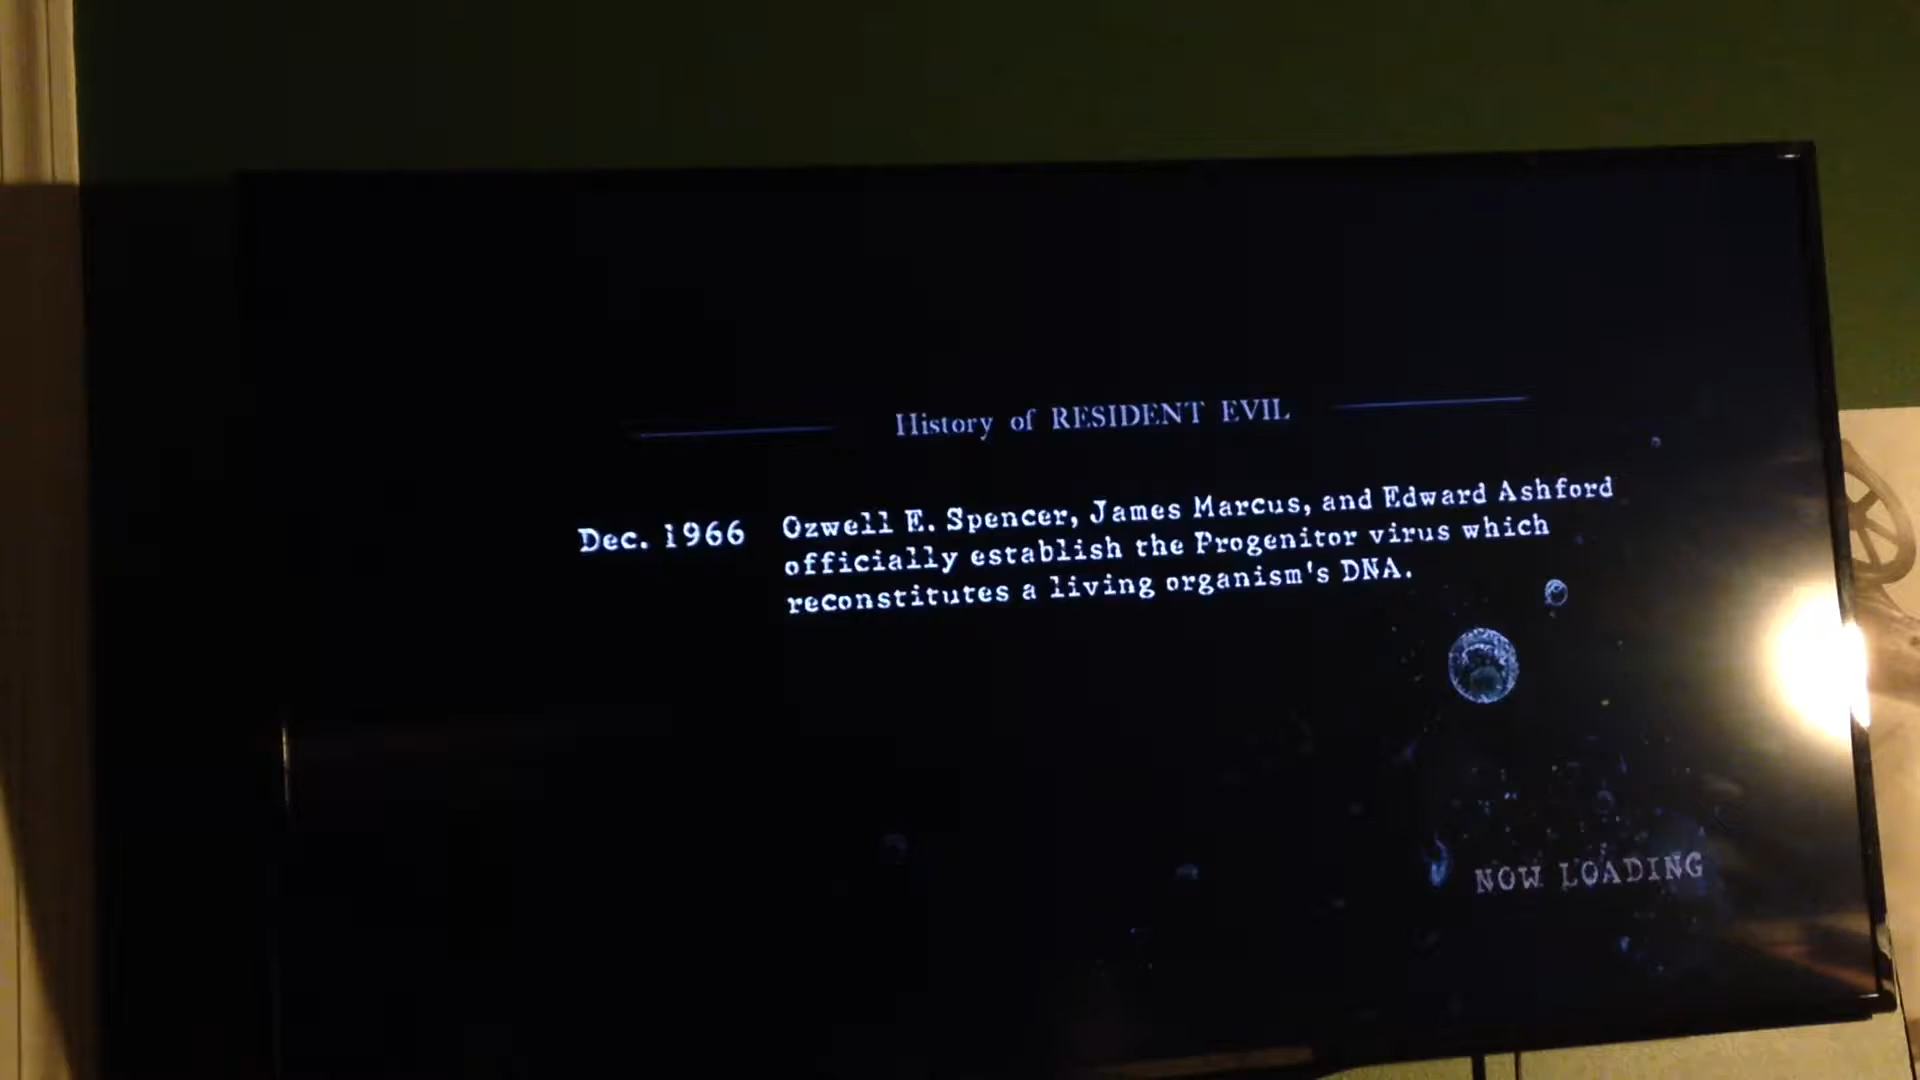 History of RESIDENT EVIL
Dec. 1966
Ozwell E. Spencer, James Marcus, and Edward Ashford
officially establish the Progenitor virus which
reconstitutes a living organism's DNA.
NOW LOADING